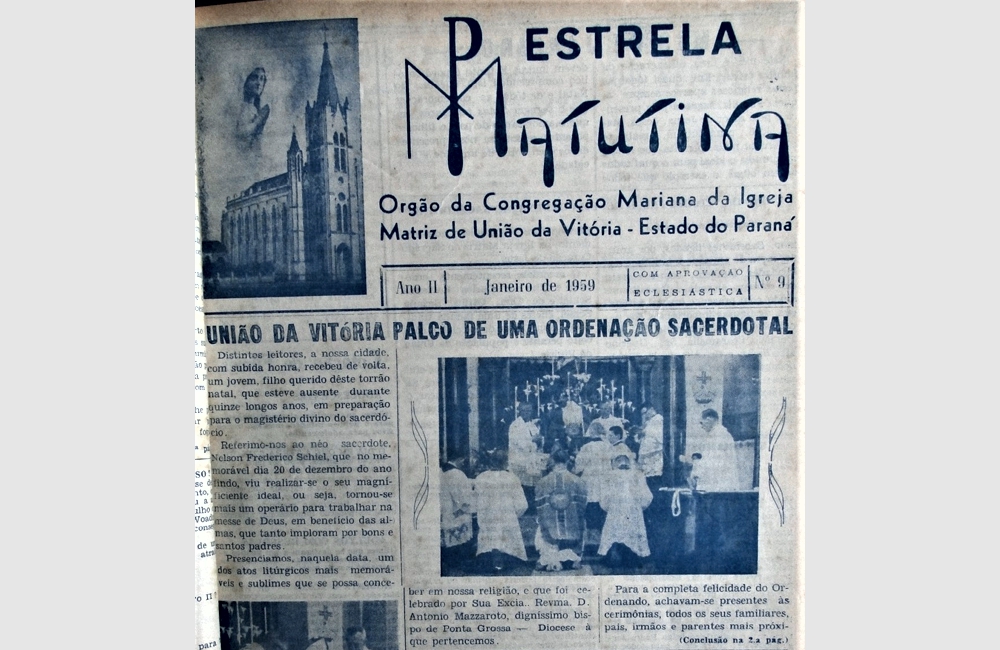 ESTRELA
MATUTINA
Orgão da Congregação Mariana da Igreja
Matriz de União da Vitória - Estado do Paraná
Ano II
Janeiro de 1959
COM APROVAÇÃO
ECLESIÁSTICA
Nº 9
UNIÃO DA VITÓRIA PALCO DE UMA ORDENAÇÃO SACERDOTAL
Distintos leitores, a nossa cidade,
com subida honra, recebeu de volta,
um jovem, filho querido dêste torrão
natal, que esteve ausente durante
quinze longos anos, em preparação
para o magistério divino do sacerdó-
cio.
Referimo-nos ao néo sacerdote,
Nelson Frederico Schiel, que no me-
morável dia 20 de dezembro do ano
findo, viu realizar-se o seu magni-
ficiente ideal, ou seja, tornou-se
mais um operário para trabalhar na
messe de Deus, em benefício das al-
mas, que tanto imploram por bons e
santos padres.
Presenciamos, naquela data, um
dos atos litúrgicos mais memorá-
veis e sublimes que se possa conce-
ber em nossa religião, e que foi ce-
lebrado por Sua Excia. Revma. D.
Antonio Mazzaroto, digníssimo bis-
po de Ponta Grossa — Diocese à
que pertencemos.
Para a completa felicidade do Or-
denando, achavam-se presentes às
cerimônias, todos os seus familiares,
pais, irmãos e parentes mais próxi-
(Conclusão na 2.a pág.)